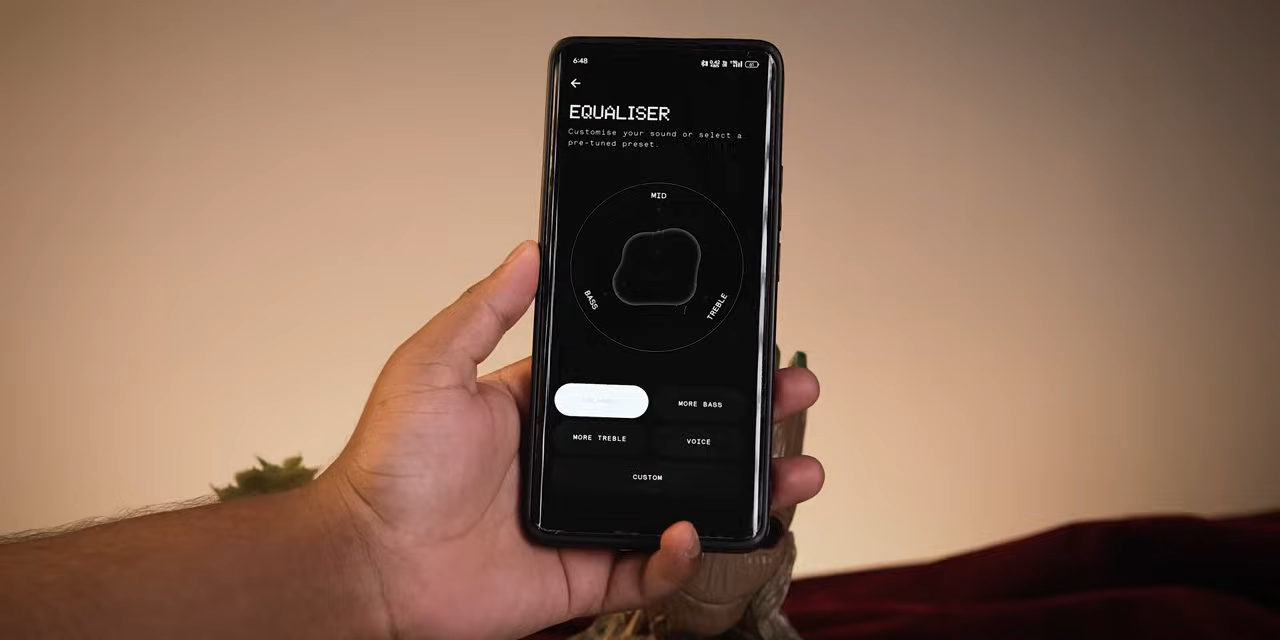 6:48
61
EQUALISER
Customise your sound or select a
pre-tuned preset.
MID
BASS
TREBLE
MORE BASS
MORE TREBLE
VOICE
CUSTOM